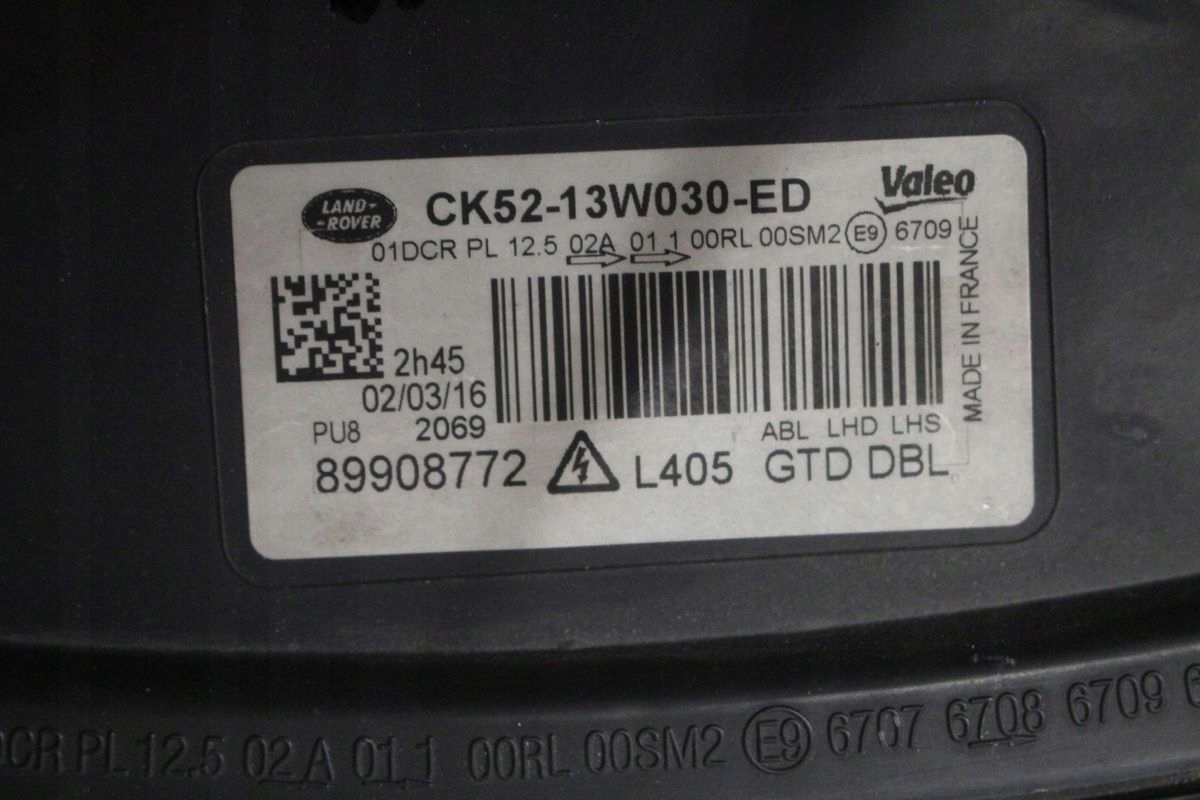 LAND-
-ROVER
CK52-13W030-ED
Valeo
01DCR PL 12.5 02A 01.1 00RL 00SM2 E9 6709
MADE IN FRANCE
2h45
02/03/16
PU8 2069
ABL LHD LHS
89908772 L405 GTD DBL
DCR PL 12.5 02 A 01.1 00RL 00SM2 E9 6707 6708 6709